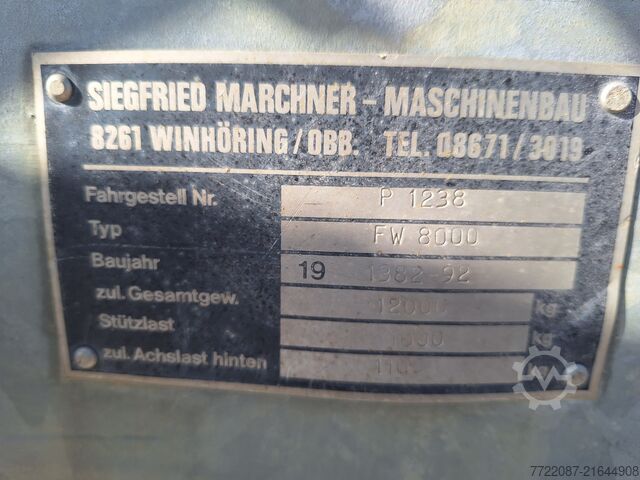 SIEGFRIED MARCHNER – MASCHINENBAU
8261 WINHÖRING/OBB. TEL. 08671/3019
Fahrgestell Nr. P 1238
Typ FW 8000
Baujahr 19 1382-92
zul. Gesamtgew. 12000 kg
Stützlast kg
zul. Achslast hinten
7722087-21644908